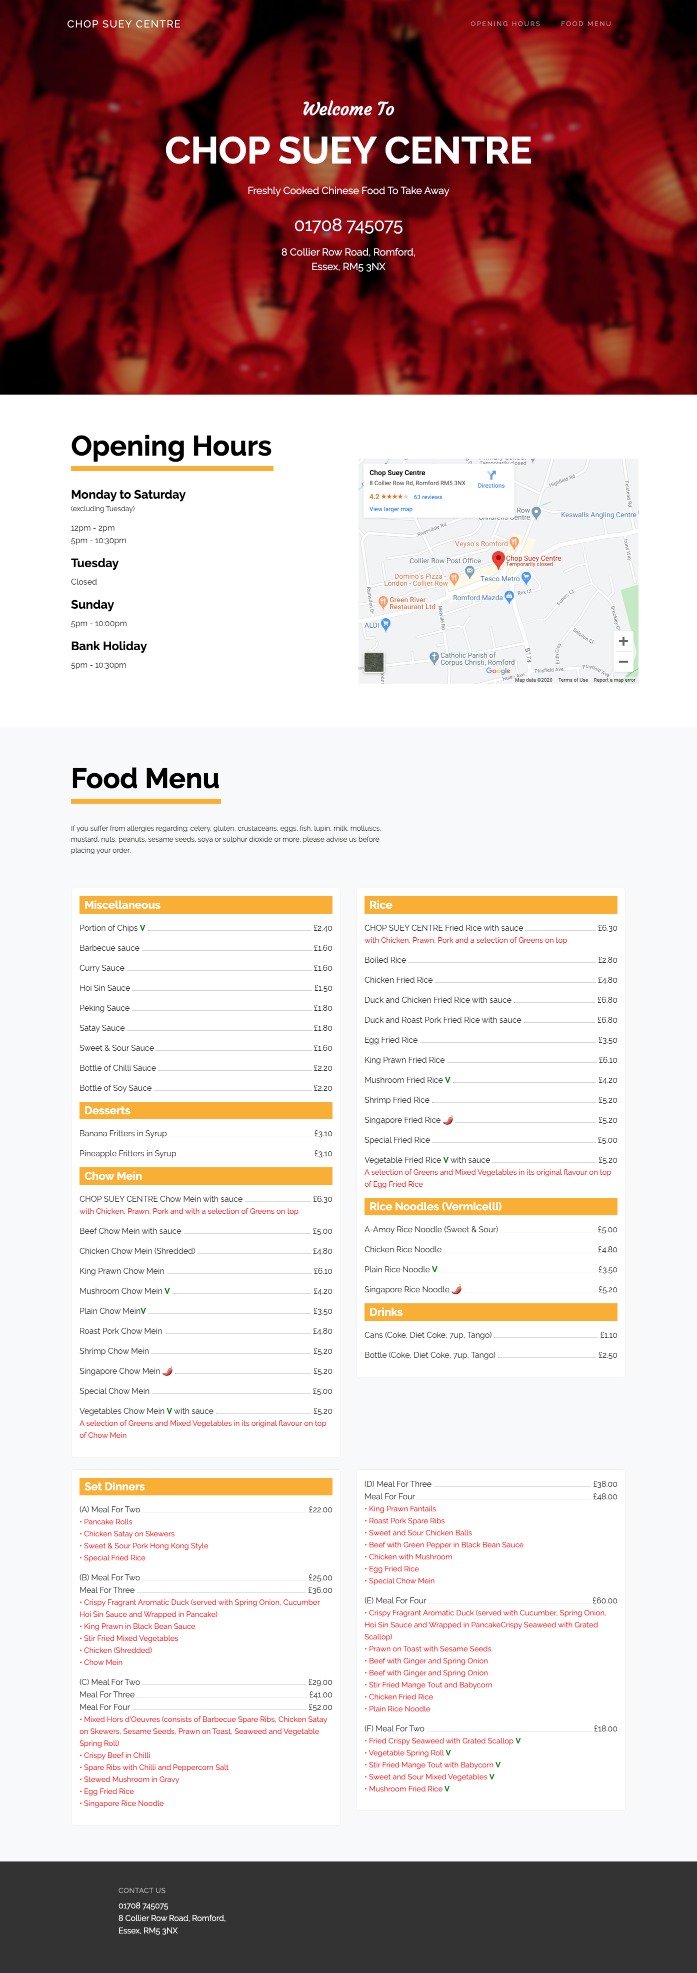 CHOP SUEY CENTRE
OPENING HOURS
FOOD MENU
Welcome To
CHOP SUEY CENTRE
Freshly Cooked Chinese Food To Take Away
01708 745075
8 Collier Row Road, Romford,
Essex, RM5 3NX
Opening Hours
Monday to Saturday
(excluding Tuesday)
12pm - 2pm
5pm - 10:30pm
Tuesday
Closed
Sunday
5pm - 10:00pm
Bank Holiday
5pm - 10:30pm
Chop Suey Centre
8 Collier Row Rd, Romford RM5 3NX
Directions
4.2 ★★★★ 63 reviews
View larger map
Temporarily closed
Highfield Rd
Row
Childrens Centre
Keswalls Angling Centre
Veyso's Romford
Collier Row Post Office
Chop Suey Centre
Temporarily closed
Domino's Pizza -
London - Collier Row
Tesco Metro
Green River
Restaurant Ltd
Romford Mazda
ALDI
B174
Catholic Parish of
Corpus Christi, Romford
Google
Map data ©2020 Terms of Use Report a map error
Food Menu
If you suffer from allergies regarding: celery, gluten, crustaceans, eggs, fish, lupin, milk, molluscs,
mustard, nuts, peanuts, sesame seeds, soya or sulphur dioxide or more, please advise us before
placing your order.
Miscellaneous
Portion of Chips V £2.40
Barbecue sauce £1.60
Curry Sauce £1.60
Hoi Sin Sauce £1.50
Peking Sauce £1.80
Satay Sauce £1.80
Sweet & Sour Sauce £1.60
Bottle of Chilli Sauce £2.20
Bottle of Soy Sauce £2.20
Desserts
Banana Fritters in Syrup £3.10
Pineapple Fritters in Syrup £3.10
Chow Mein
CHOP SUEY CENTRE Chow Mein with sauce £6.30
with Chicken, Prawn, Pork and with a selection of Greens on top
Beef Chow Mein with sauce £5.00
Chicken Chow Mein (Shredded) £4.80
King Prawn Chow Mein £6.10
Mushroom Chow Mein V £4.20
Plain Chow MeinV £3.50
Roast Pork Chow Mein £4.80
Shrimp Chow Mein £5.20
Singapore Chow Mein 🌶 £5.20
Special Chow Mein £5.00
Vegetables Chow Mein V with sauce £5.20
A selection of Greens and Mixed Vegetables in its original flavour on top
of Chow Mein
Rice
CHOP SUEY CENTRE Fried Rice with sauce £6.30
with Chicken, Prawn, Pork and a selection of Greens on top
Boiled Rice £2.80
Chicken Fried Rice £4.80
Duck and Chicken Fried Rice with sauce £6.80
Duck and Roast Pork Fried Rice with sauce £6.80
Egg Fried Rice £3.50
King Prawn Fried Rice £6.10
Mushroom Fried Rice V £4.20
Shrimp Fried Rice £5.20
Singapore Fried Rice 🌶 £5.20
Special Fried Rice £5.00
Vegetable Fried Rice V with sauce £5.20
A selection of Greens and Mixed Vegetables in its original flavour on top
of Egg Fried Rice
Rice Noodles (Vermicelli)
A-Amoy Rice Noodle (Sweet & Sour) £5.00
Chicken Rice Noodle £4.80
Plain Rice Noodle V £3.50
Singapore Rice Noodle 🌶 £5.20
Drinks
Cans (Coke, Diet Coke, 7up, Tango) £1.10
Bottle (Coke, Diet Coke, 7up, Tango) £2.50
Set Dinners
(A) Meal For Two £22.00
• Pancake Rolls
• Chicken Satay on Skewers
• Sweet & Sour Pork Hong Kong Style
• Special Fried Rice
(B) Meal For Two £25.00
Meal For Three £36.00
• Crispy Fragrant Aromatic Duck (served with Spring Onion, Cucumber
Hoi Sin Sauce and Wrapped in Pancake)
• King Prawn in Black Bean Sauce
• Stir Fried Mixed Vegetables
• Chicken (Shredded)
• Chow Mein
(C) Meal For Two £29.00
Meal For Three £41.00
Meal For Four £52.00
• Mixed Hors d'Oeuvres (consists of Barbecue Spare Ribs, Chicken Satay
on Skewers, Sesame Seeds, Prawn on Toast, Seaweed and Vegetable
Spring Roll)
• Crispy Beef in Chilli
• Spare Ribs with Chilli and Peppercorn Salt
• Stewed Mushroom in Gravy
• Egg Fried Rice
• Singapore Rice Noodle
(D) Meal For Three £38.00
Meal For Four £48.00
• King Prawn Fantails
• Roast Pork Spare Ribs
• Sweet and Sour Chicken Balls
• Beef with Green Pepper in Black Bean Sauce
• Chicken with Mushroom
• Egg Fried Rice
• Special Chow Mein
(E) Meal For Four £60.00
• Crispy Fragrant Aromatic Duck (served with Cucumber, Spring Onion,
Hoi Sin Sauce and Wrapped in PancakeCrispy Seaweed with Grated
Scallop)
• Prawn on Toast with Sesame Seeds
• Beef with Ginger and Spring Onion
• Beef with Ginger and Spring Onion
• Stir Fried Mange Tout and Babycorn
• Chicken Fried Rice
• Plain Rice Noodle
(F) Meal For Two £18.00
• Fried Crispy Seaweed with Grated Scallop V
• Vegetable Spring Roll V
• Stir Fried Mange Tout with Babycorn V
• Sweet and Sour Mixed Vegetables V
• Mushroom Fried Rice V
CONTACT US
01708 745075
8 Collier Row Road, Romford,
Essex, RM5 3NX